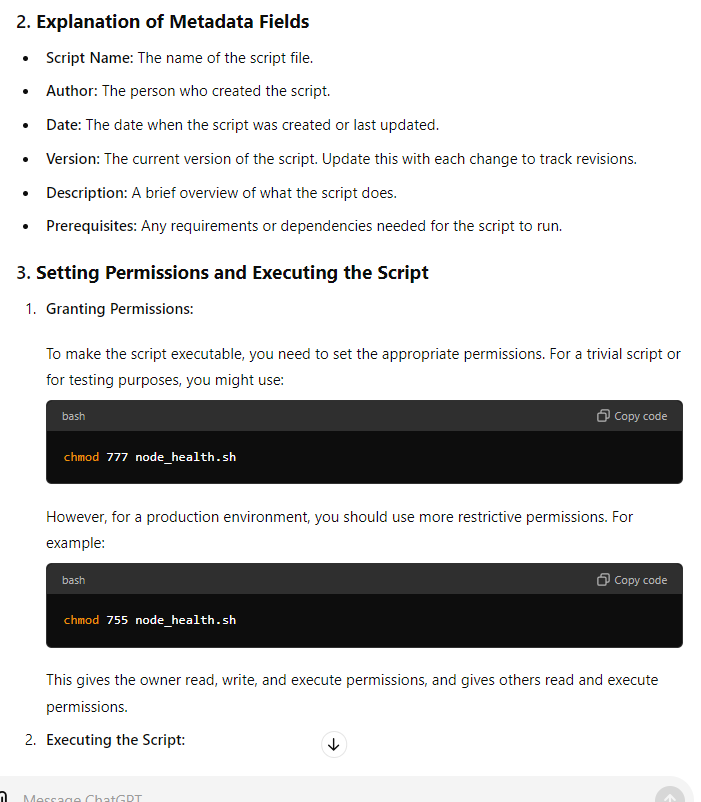 2. Explanation of Metadata Fields
• Script Name: The name of the script file.
• Author: The person who created the script.
• Date: The date when the script was created or last updated.
• Version: The current version of the script. Update this with each change to track revisions.
• Description: A brief overview of what the script does.
• Prerequisites: Any requirements or dependencies needed for the script to run.
3. Setting Permissions and Executing the Script
1. Granting Permissions:
To make the script executable, you need to set the appropriate permissions. For a trivial script or
for testing purposes, you might use:
bash Copy code
chmod 777 node_health.sh
However, for a production environment, you should use more restrictive permissions. For
example:
bash Copy code
chmod 755 node_health.sh
This gives the owner read, write, and execute permissions, and gives others read and execute
permissions.
2. Executing the Script:
Message ChatGPT